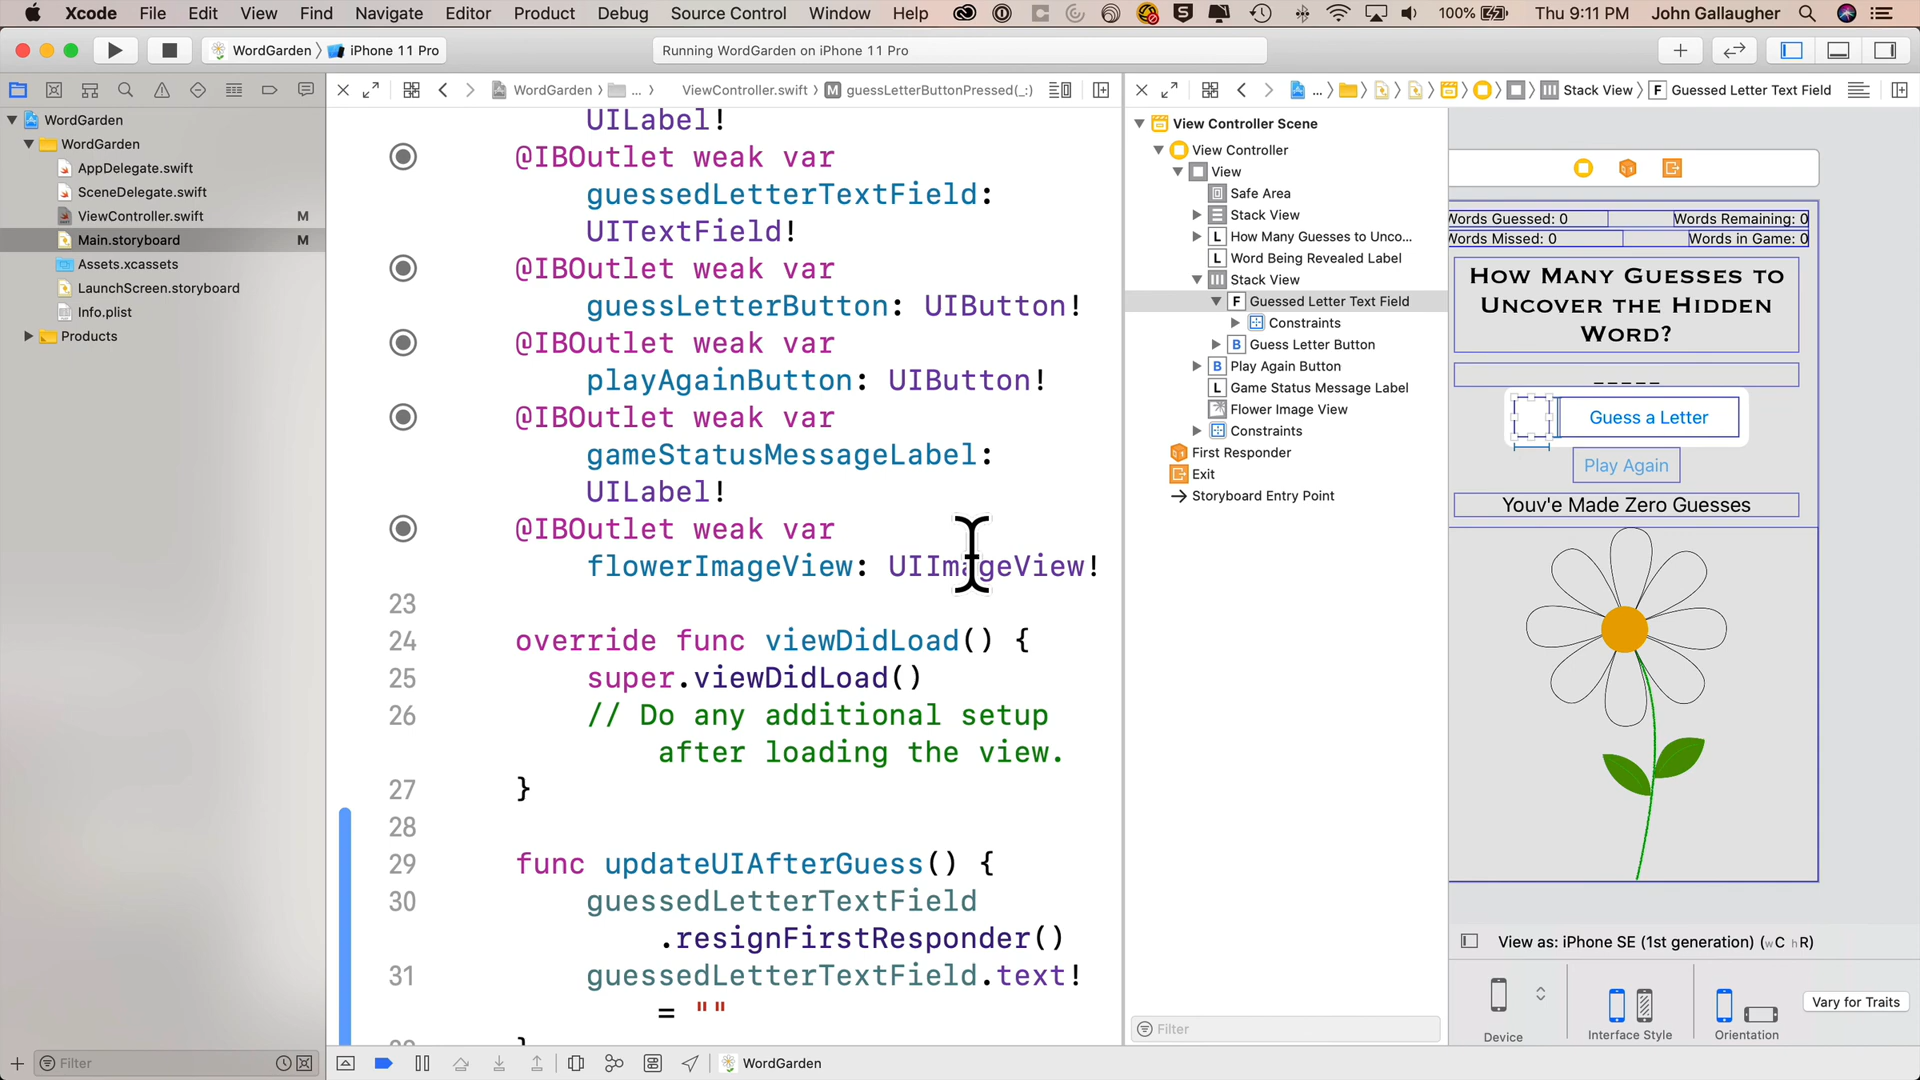 Xcode File Edit View Find Navigate Editor Product Debug Source Control Window Help 100% Thu 9:11 PM John Gallaugher
WordGarden iPhone 11 Pro
Running WordGarden on iPhone 11 Pro
WordGarden ... ViewController.swift M guessLetterButtonPressed(_:)
... Stack View F Guessed Letter Text Field
WordGarden
WordGarden
AppDelegate.swift
SceneDelegate.swift
ViewController.swift M
Main.storyboard M
Assets.xcassets
LaunchScreen.storyboard
Info.plist
Products
UILabel!
@IBOutlet weak var
guessedLetterTextField:
UITextField!
@IBOutlet weak var
guessLetterButton: UIButton!
@IBOutlet weak var
playAgainButton: UIButton!
@IBOutlet weak var
gameStatusMessageLabel:
UILabel!
@IBOutlet weak var
flowerImageView: UIImageView!
23
24 override func viewDidLoad() {
25 super.viewDidLoad()
26 // Do any additional setup
after loading the view.
27 }
28
29 func updateUIAfterGuess() {
30 guessedLetterTextField
.resignFirstResponder()
31 guessedLetterTextField.text!
= ""
View Controller Scene
View Controller
View
Safe Area
Stack View
L How Many Guesses to Unco...
L Word Being Revealed Label
Stack View
F Guessed Letter Text Field
Constraints
B Guess Letter Button
B Play Again Button
L Game Status Message Label
Flower Image View
Constraints
First Responder
Exit
Storyboard Entry Point
Words Guessed: 0 Words Remaining: 0
Words Missed: 0 Words in Game: 0
How Many Guesses to
Uncover the Hidden
Word?
_ _ _ _ _
Guess a Letter
Play Again
Youv'e Made Zero Guesses
View as: iPhone SE (1st generation) (wC hR)
Vary for Traits
Device Interface Style Orientation
Filter
Filter
WordGarden